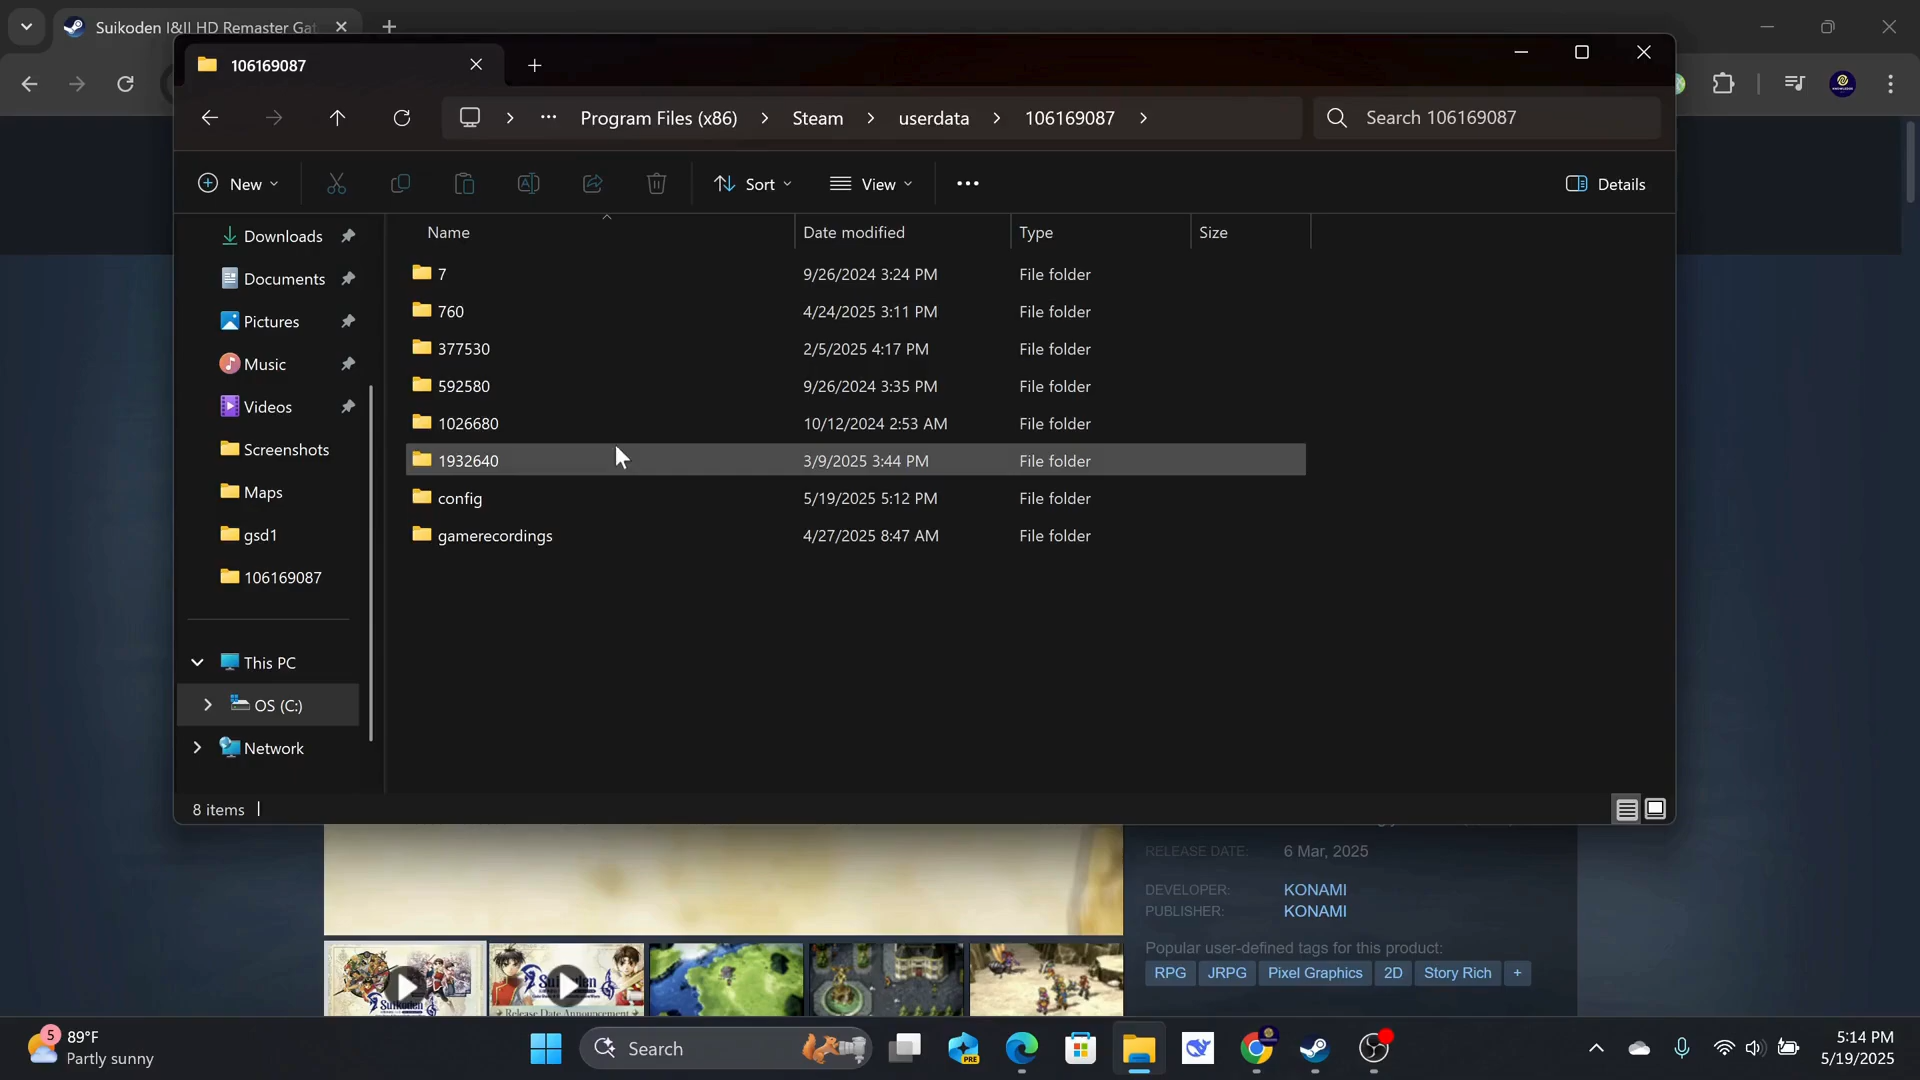 Suikoden I&II HD Remaster Gat
106169087
Program Files (x86)
Steam
userdata
106169087
Search 106169087
New
Sort
View
Details
Name
Date modified
Type
Size
Downloads
Documents
Pictures
Music
Videos
Screenshots
Maps
gsd1
106169087
This PC
OS (C:)
Network
7 9/26/2024 3:24 PM File folder
760 4/24/2025 3:11 PM File folder
377530 2/5/2025 4:17 PM File folder
592580 9/26/2024 3:35 PM File folder
1026680 10/12/2024 2:53 AM File folder
1932640 3/9/2025 3:44 PM File folder
config 5/19/2025 5:12 PM File folder
gamerecordings 4/27/2025 8:47 AM File folder
8 items
RELEASE DATE: 6 Mar, 2025
DEVELOPER: KONAMI
PUBLISHER: KONAMI
Popular user-defined tags for this product:
RPG JRPG Pixel Graphics 2D Story Rich +
Suikoden
Suikoden
Release Date Announcement
5
89°F
Partly sunny
Search
PRE
5:14 PM
5/19/2025